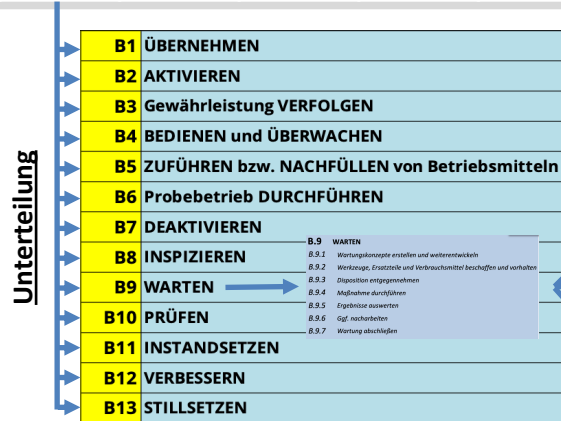 Unterteilung
B1 ÜBERNEHMEN
B2 AKTIVIEREN
B3 Gewährleistung VERFOLGEN
B4 BEDIENEN und ÜBERWACHEN
B5 ZUFÜHREN bzw. NACHFÜLLEN von Betriebsmitteln
B6 Probebetrieb DURCHFÜHREN
B7 DEAKTIVIEREN
B8 INSPIZIEREN
B9 WARTEN
B10 PRÜFEN
B11 INSTANDSETZEN
B12 VERBESSERN
B13 STILLSETZEN
B.9 WARTEN
B.9.1 Wartungskonzepte erstellen und weiterentwickeln
B.9.2 Werkzeuge, Ersatzteile und Verbrauchsmittel beschaffen und vorhalten
B.9.3 Disposition entgegennehmen
B.9.4 Maßnahme durchführen
B.9.5 Ergebnisse auswerten
B.9.6 Ggf. nacharbeiten
B.9.7 Wartung abschließen